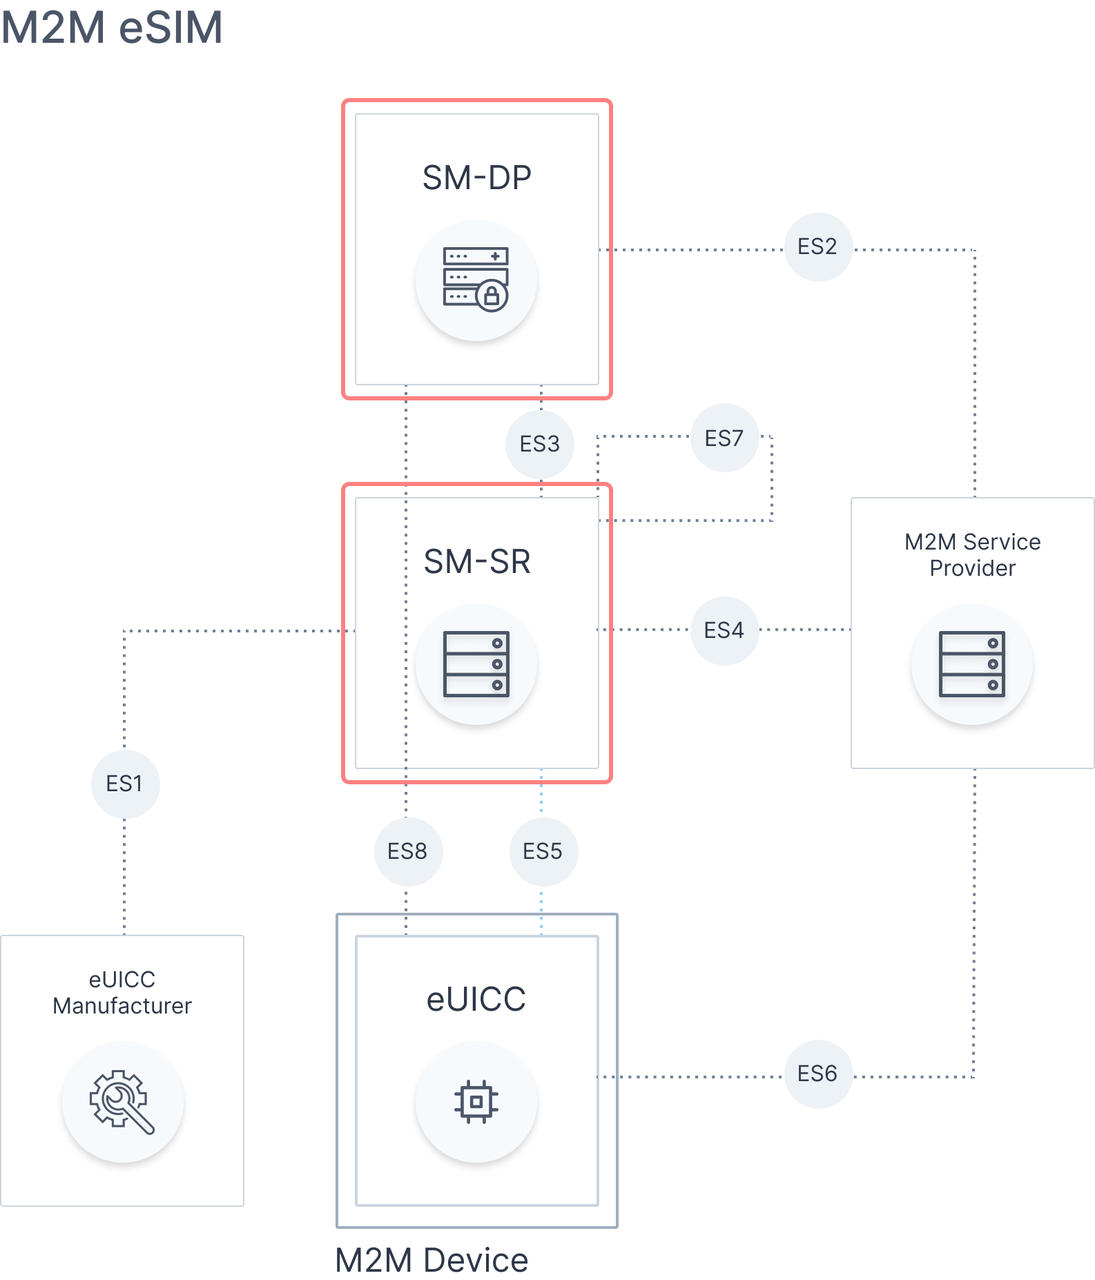 M2M eSIM
SM-DP
ES2
ES3
ES7
SM-SR
M2M Service
Provider
ES4
ES1
ES8
ES5
eUICC
Manufacturer
eUICC
ES6
M2M Device